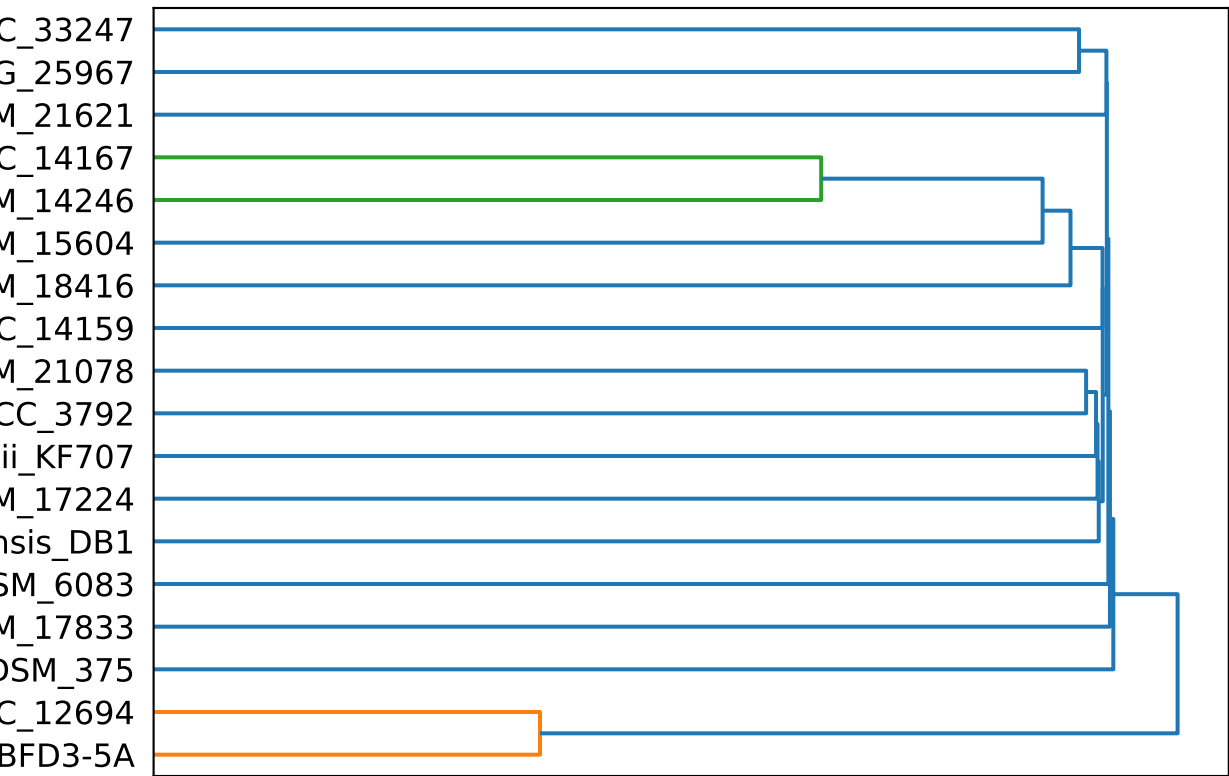 C_33247
G_25967
M_21621
C_14167
M_14246
M_15604
M_18416
C_14159
M_21078
CC_3792
ii_KF707
M_17224
nsis_DB1
SM_6083
M_17833
DSM_375
C_12694
BFD3-5A